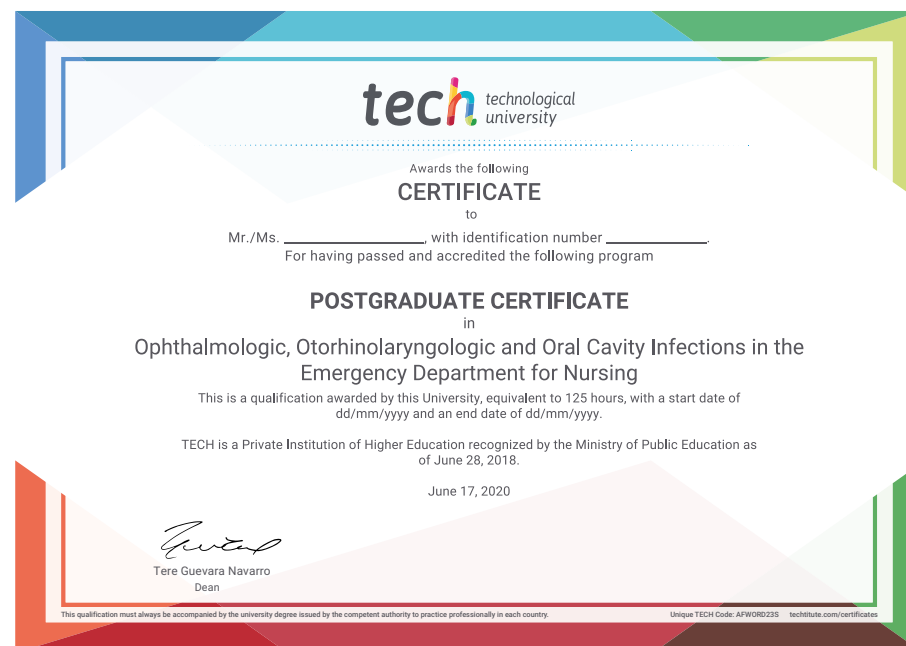 tech technological
university
Awards the following
CERTIFICATE
to
Mr./Ms. ____________, with identification number ____________.
For having passed and accredited the following program
POSTGRADUATE CERTIFICATE
in
Ophthalmologic, Otorhinolaryngologic and Oral Cavity Infections in the
Emergency Department for Nursing
This is a qualification awarded by this University, equivalent to 125 hours, with a start date of
dd/mm/yyyy and an end date of dd/mm/yyyy.
TECH is a Private Institution of Higher Education recognized by the Ministry of Public Education as
of June 28, 2018.
June 17, 2020
Tere Guevara Navarro
Dean
This qualification must always be accompanied by the university degree issued by the competent authority to practice professionally in each country. Unique TECH Code: AFWORD23S techtitute.com/certificates